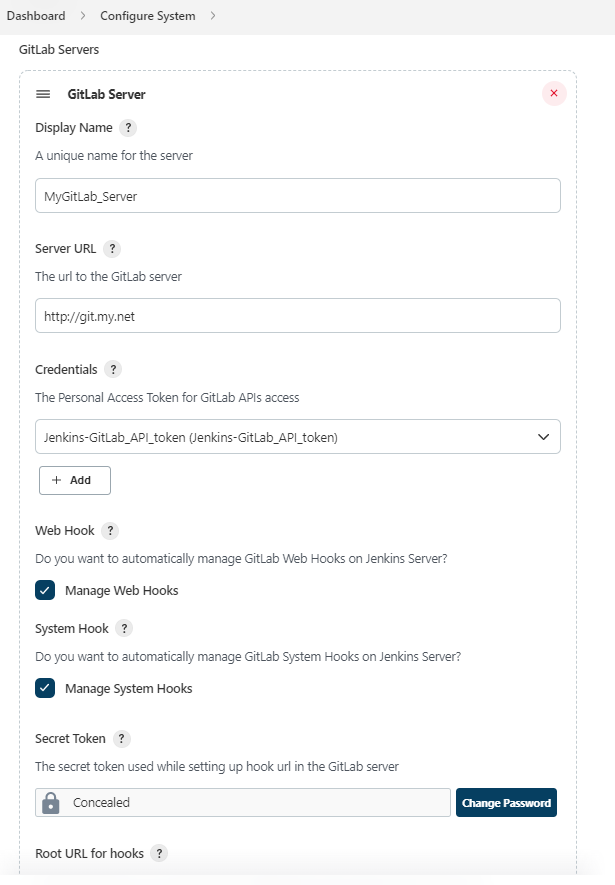 Dashboard > Configure System >
GitLab Servers
GitLab Server
Display Name ?
A unique name for the server
MyGitLab_Server
Server URL ?
The url to the GitLab server
http://git.my.net
Credentials ?
The Personal Access Token for GitLab APIs access
Jenkins-GitLab_API_token (Jenkins-GitLab_API_token)
+ Add
Web Hook ?
Do you want to automatically manage GitLab Web Hooks on Jenkins Server?
Manage Web Hooks
System Hook ?
Do you want to automatically manage GitLab System Hooks on Jenkins Server?
Manage System Hooks
Secret Token ?
The secret token used while setting up hook url in the GitLab server
Concealed Change Password
Root URL for hooks ?